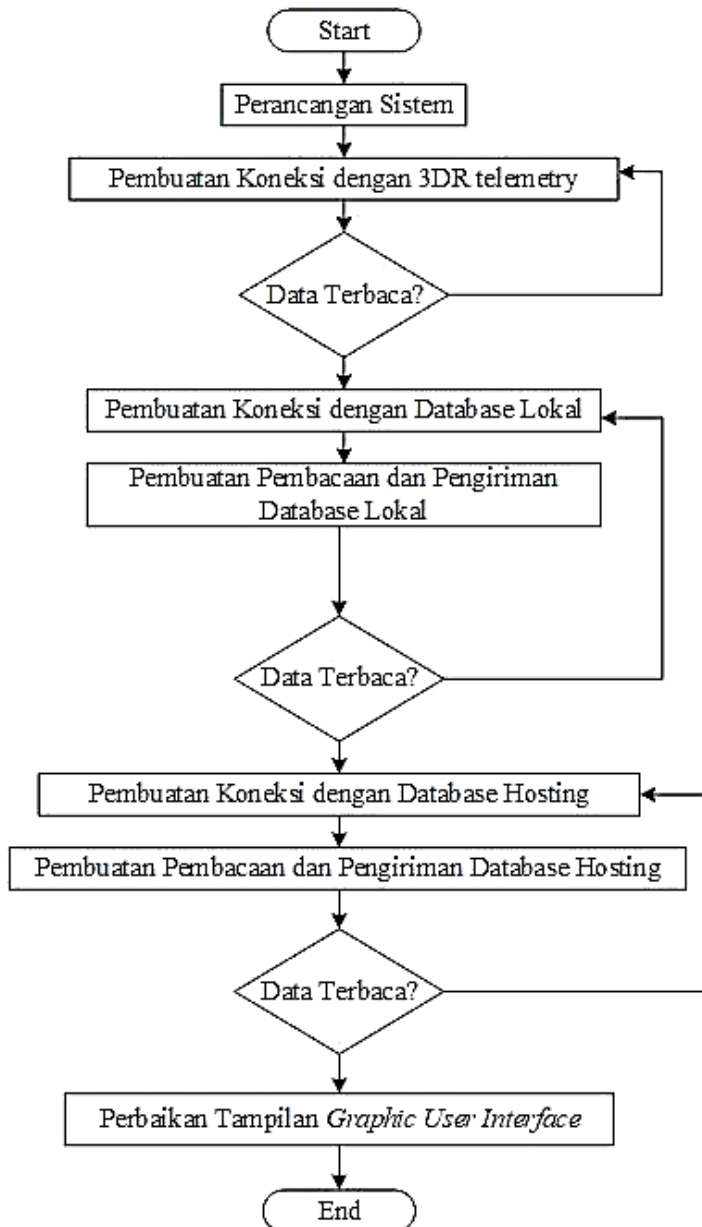 Start
Perancangan Sistem
Pembuatan Koneksi dengan 3DR telemetry
Data Terbaca?
Pembuatan Koneksi dengan Database Lokal
Pembuatan Pembacaan dan Pengiriman
Database Lokal
Data Terbaca?
Pembuatan Koneksi dengan Database Hosting
Pembuatan Pembacaan dan Pengiriman Database Hosting
Data Terbaca?
Perbaikan Tampilan Graphic User Interface
End